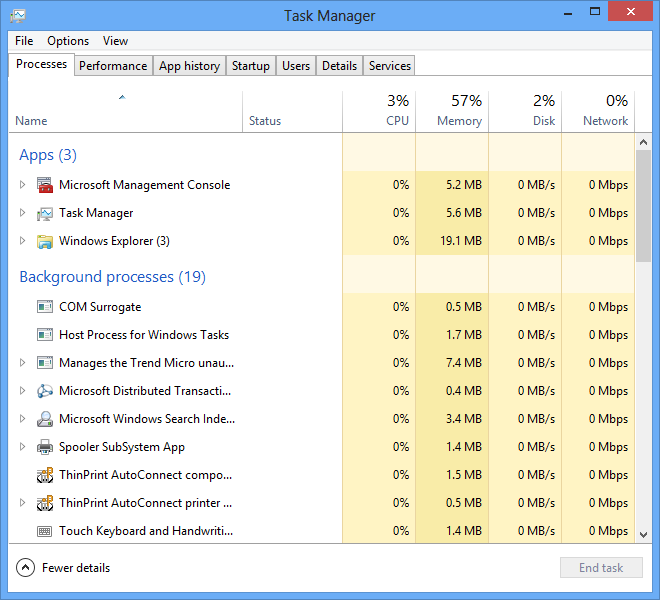 Task Manager
File Options View
Processes Performance App history Startup Users Details Services
3% 57% 2% 0%
Name Status CPU Memory Disk Network
Apps (3)
Microsoft Management Console 0% 5.2 MB 0 MB/s 0 Mbps
Task Manager 0% 5.6 MB 0 MB/s 0 Mbps
Windows Explorer (3) 0% 19.1 MB 0 MB/s 0 Mbps
Background processes (19)
COM Surrogate 0% 0.5 MB 0 MB/s 0 Mbps
Host Process for Windows Tasks 0% 1.7 MB 0 MB/s 0 Mbps
Manages the Trend Micro unau... 0% 7.4 MB 0 MB/s 0 Mbps
Microsoft Distributed Transacti... 0% 0.4 MB 0 MB/s 0 Mbps
Microsoft Windows Search Inde... 0% 3.4 MB 0 MB/s 0 Mbps
Spooler SubSystem App 0% 1.4 MB 0 MB/s 0 Mbps
ThinPrint AutoConnect compo... 0% 1.5 MB 0 MB/s 0 Mbps
ThinPrint AutoConnect printer ... 0% 0.5 MB 0 MB/s 0 Mbps
Touch Keyboard and Handwriti... 0% 1.4 MB 0 MB/s 0 Mbps
Fewer details End task